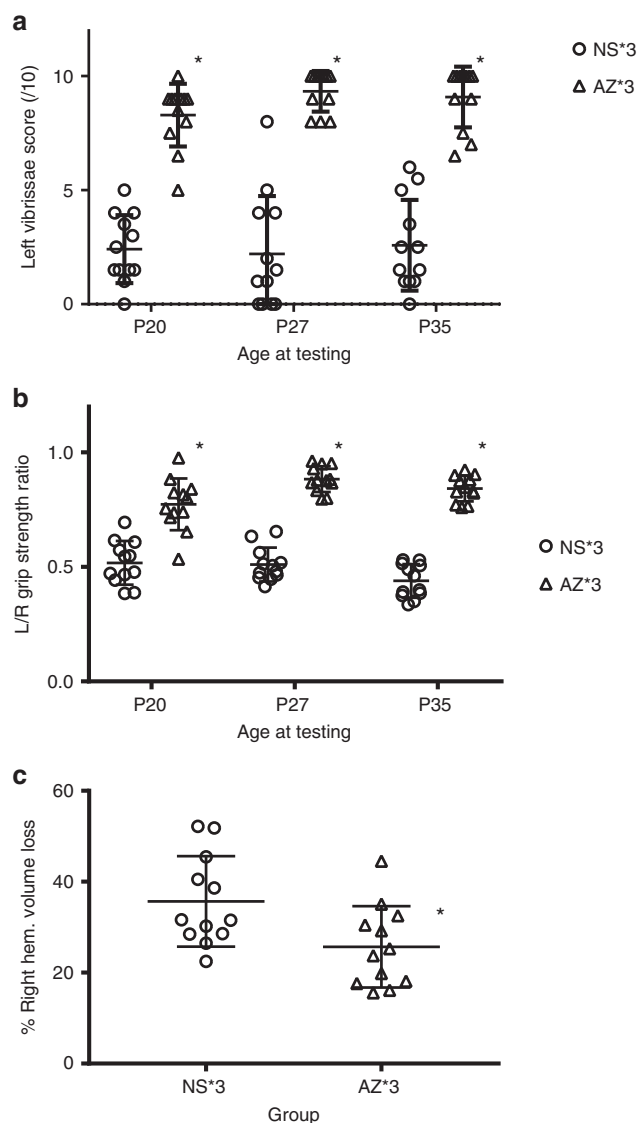 a
Left vibrissae score (/10)
10
5
0
*
*
*
NS*3
AZ*3
P20 P27 P35
Age at testing
b
L/R grip strength ratio
1.0
0.5
0.0
*
*
*
NS*3
AZ*3
P20 P27 P35
Age at testing
c
% Right hem. volume loss
60
40
20
0
*
NS*3 AZ*3
Group